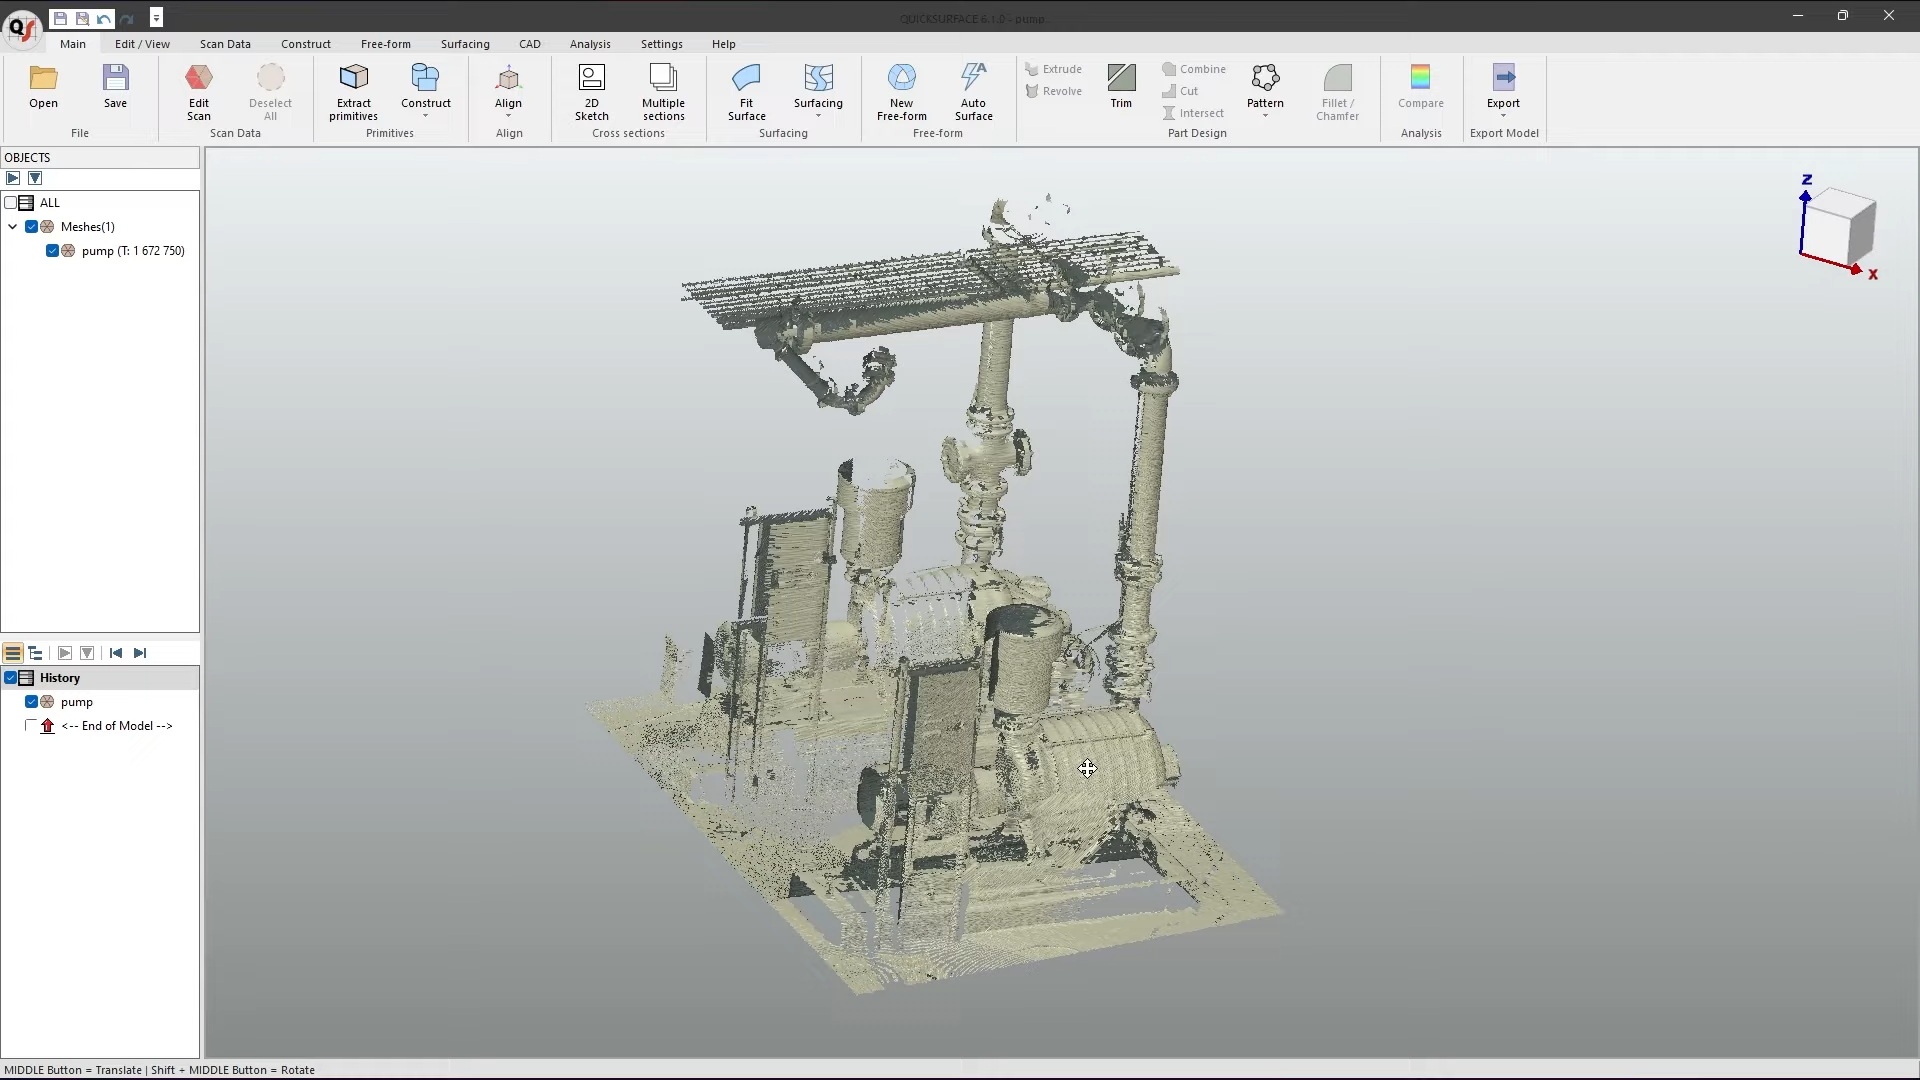 QUICKSURFACE 6.1.0 - pump
Main Edit / View Scan Data Construct Free-form Surfacing CAD Analysis Settings Help
Open
Save
File
Edit Scan
Deselect All
Scan Data
Extract primitives
Construct
Primitives
Align
Align
2D Sketch
Multiple sections
Cross sections
Fit Surface
Surfacing
Surfacing
New Free-form
Auto Surface
Free-form
Extrude
Revolve
Trim
Combine
Cut
Intersect
Pattern
Fillet / Chamfer
Part Design
Compare
Analysis
Export
Export Model
OBJECTS
ALL
Meshes(1)
pump (T: 1 672 750)
History
pump
<-- End of Model -->
Z
X
MIDDLE Button = Translate | Shift + MIDDLE Button = Rotate